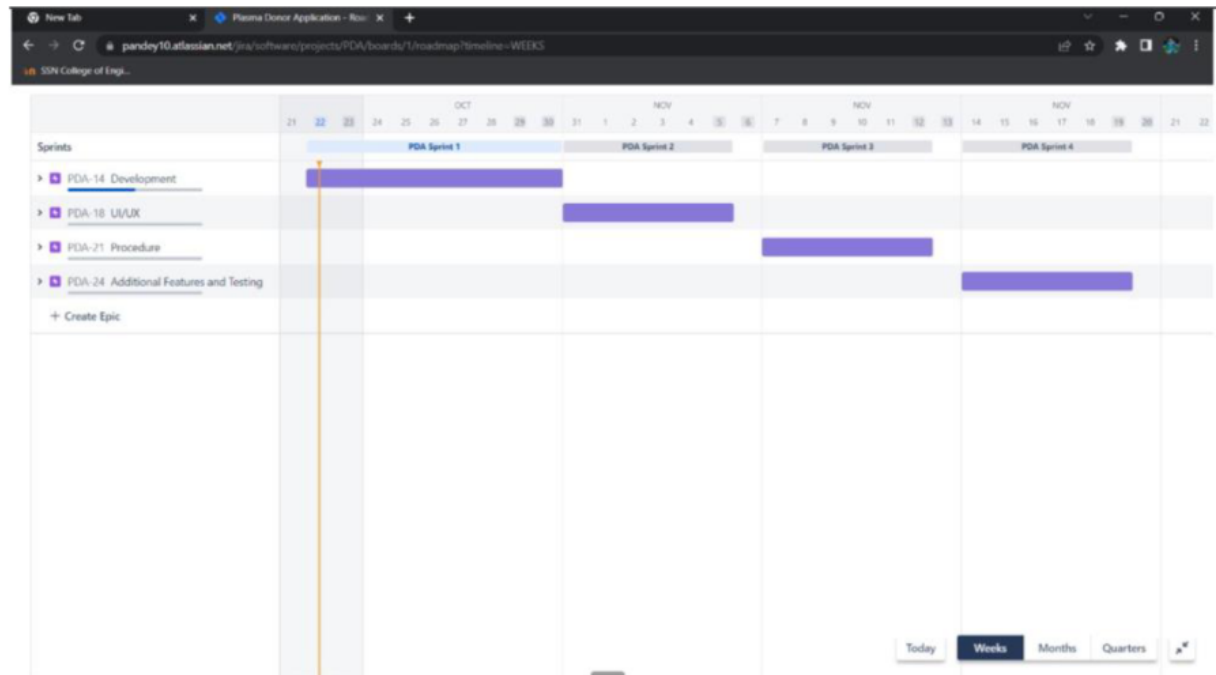 New Tab
Plasma Donor Application - Roa
pandey10.atlassian.net/jira/software/projects/PDA/boards/1/roadmap?timeline=WEEKS
SSN College of Engi...
OCT NOV NOV NOV
21 22 23 24 25 26 27 28 29 30 31 1 2 3 4 5 6 7 8 9 10 11 12 13 14 15 16 17 18 19 20 21 22
Sprints PDA Sprint 1 PDA Sprint 2 PDA Sprint 3 PDA Sprint 4
PDA-14 Development
PDA-18 UI/UX
PDA-21 Procedure
PDA-24 Additional Features and Testing
+ Create Epic
Today Weeks Months Quarters